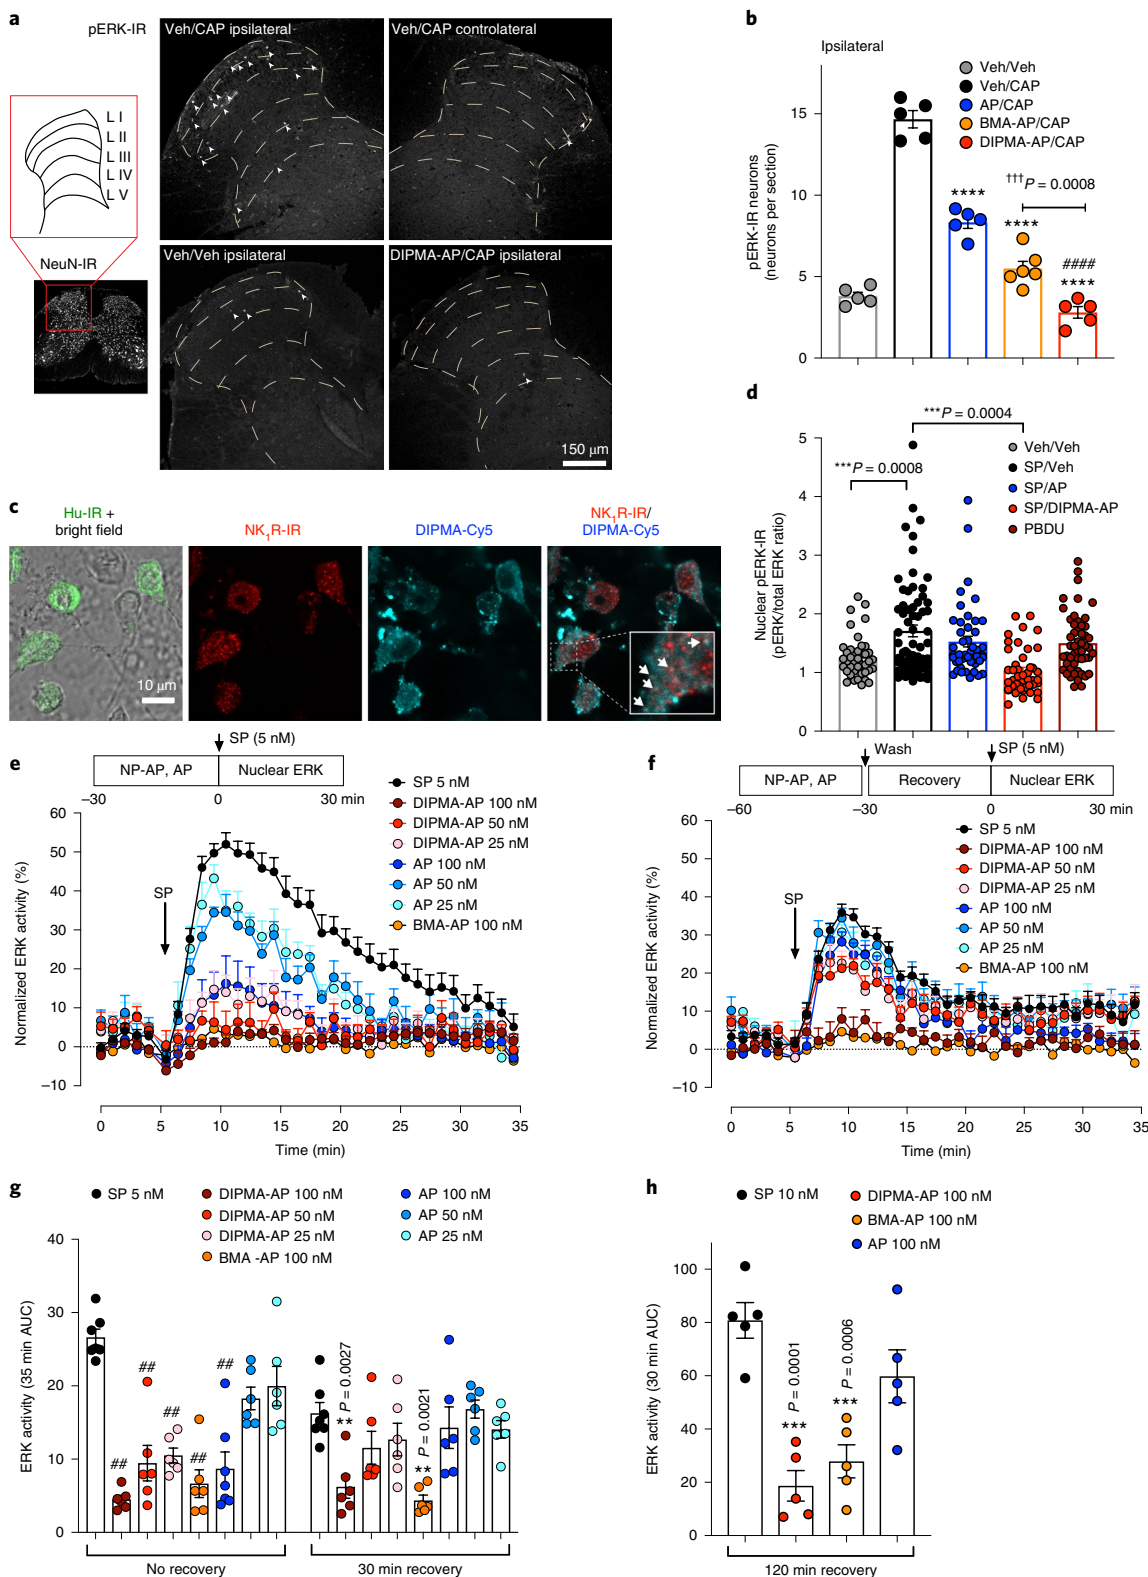 a
pERK-IR
Veh/CAP ipsilateral
Veh/CAP controlateral
L I
L II
L III
L IV
L V
NeuN-IR
Veh/Veh ipsilateral
DIPMA-AP/CAP ipsilateral
150 μm
b
Ipsilateral
Veh/Veh
Veh/CAP
AP/CAP
BMA-AP/CAP
DIPMA-AP/CAP
pERK-IR neurons
(neurons per section)
15
10
5
0
****
****
†††P = 0.0008
####
****
c
Hu-IR +
bright field
NK1R-IR
DIPMA-Cy5
NK1R-IR/
DIPMA-Cy5
10 μm
d
***P = 0.0004
***P = 0.0008
Veh/Veh
SP/Veh
SP/AP
SP/DIPMA-AP
PBDU
Nuclear pERK-IR
(pERK/total ERK ratio)
5
4
3
2
1
0
e
SP (5 nM)
NP-AP, AP
Nuclear ERK
−30
0
30 min
SP 5 nM
DIPMA-AP 100 nM
DIPMA-AP 50 nM
DIPMA-AP 25 nM
AP 100 nM
AP 50 nM
AP 25 nM
BMA-AP 100 nM
SP
Normalized ERK activity (%)
60
50
40
30
20
10
0
−10
0
5
10
15
20
25
30
35
Time (min)
f
Wash
SP (5 nM)
NP-AP, AP
Recovery
Nuclear ERK
−60
−30
0
30 min
SP 5 nM
DIPMA-AP 100 nM
DIPMA-AP 50 nM
DIPMA-AP 25 nM
AP 100 nM
AP 50 nM
AP 25 nM
BMA-AP 100 nM
SP
Normalized ERK activity (%)
60
50
40
30
20
10
0
−10
0
5
10
15
20
25
30
35
Time (min)
g
SP 5 nM
DIPMA-AP 100 nM
DIPMA-AP 50 nM
DIPMA-AP 25 nM
BMA -AP 100 nM
AP 100 nM
AP 50 nM
AP 25 nM
ERK activity (35 min AUC)
40
30
20
10
0
##
##
##
##
##
** P = 0.0027
** P = 0.0021
No recovery
30 min recovery
h
SP 10 nM
DIPMA-AP 100 nM
BMA-AP 100 nM
AP 100 nM
ERK activity (30 min AUC)
100
80
60
40
20
0
*** P = 0.0001
*** P = 0.0006
120 min recovery